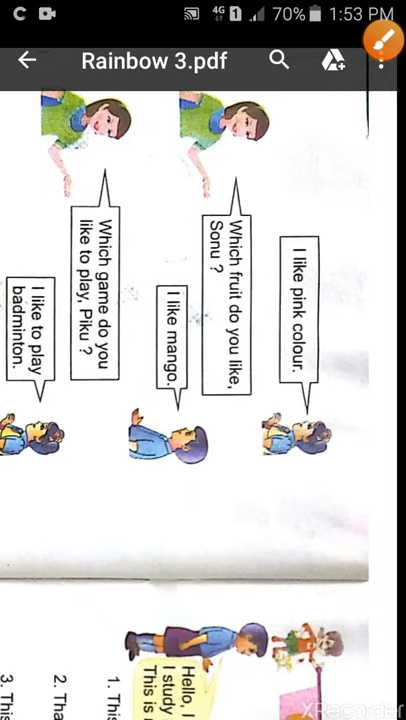 4G 1 70% 1:53 PM
Rainbow 3.pdf
I like pink colour.
Which fruit do you like,
Sonu ?
I like mango.
Which game do you
like to play, Piku ?
I like to play
badminton.
Hello, I
I study
This is
1. This
2. Tha
3. This
XRecorder